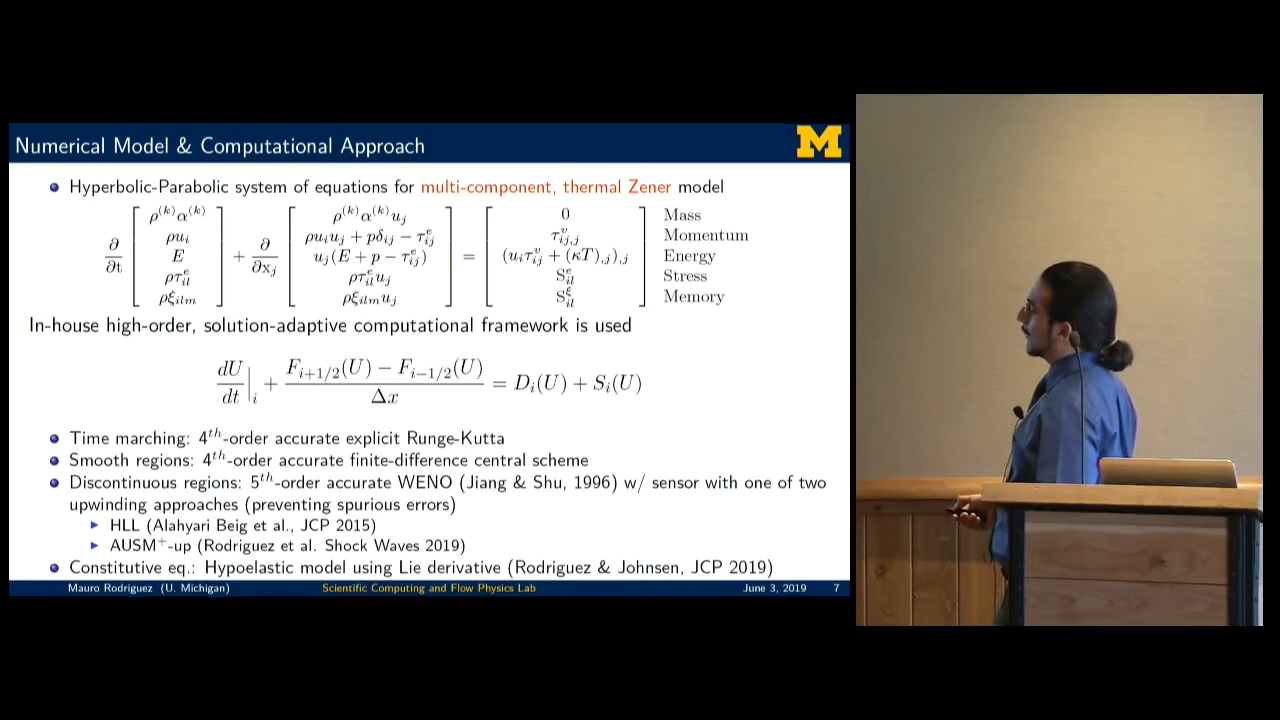 Numerical Model & Computational Approach
M
Hyperbolic-Parabolic system of equations for multi-component, thermal Zener model
∂/∂t [ρ^(k)α^(k); ρu_i; E; ρτ^e_il; ρξ_ilm] + ∂/∂x_j [ρ^(k)α^(k)u_j; ρu_iu_j + pδ_ij − τ^e_ij; u_j(E + p − τ^e_ij); ρτ^e_il u_j; ρξ_ilm u_j] = [0; τ^v_ij,j; (u_iτ^v_ij + (κT),j),j; S^e_il; S^ξ_il]
Mass
Momentum
Energy
Stress
Memory
In-house high-order, solution-adaptive computational framework is used
dU/dt|_i + (F_i+1/2(U) − F_i−1/2(U))/Δx = D_i(U) + S_i(U)
Time marching: 4^th-order accurate explicit Runge-Kutta
Smooth regions: 4^th-order accurate finite-difference central scheme
Discontinuous regions: 5^th-order accurate WENO (Jiang & Shu, 1996) w/ sensor with one of two
upwinding approaches (preventing spurious errors)
HLL (Alahyari Beig et al., JCP 2015)
AUSM^+-up (Rodriguez et al. Shock Waves 2019)
Constitutive eq.: Hypoelastic model using Lie derivative (Rodriguez & Johnsen, JCP 2019)
Mauro Rodriguez (U. Michigan) Scientific Computing and Flow Physics Lab June 3, 2019 7